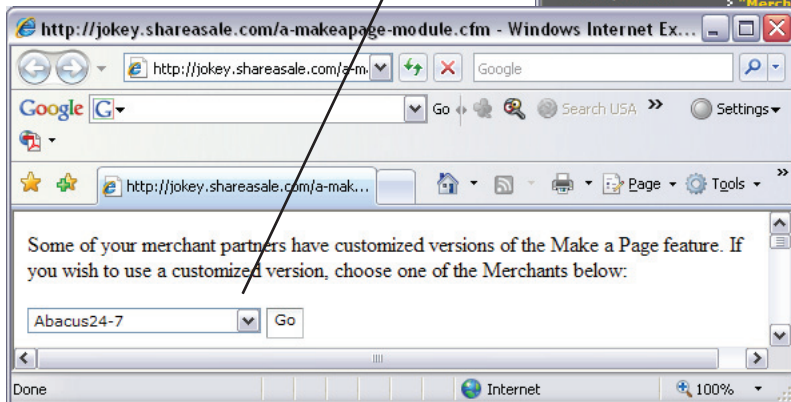 "Merch
http://jokey.shareasale.com/a-makeapage-module.cfm - Windows Internet Ex...
http://jokey.shareasale.com/a-m
Google
Google G
Go
Search USA »
Settings
Page
Tools
»
http://jokey.shareasale.com/a-mak...
Some of your merchant partners have customized versions of the Make a Page feature. If
you wish to use a customized version, choose one of the Merchants below:
Abacus24-7
Go
Done
Internet
100%